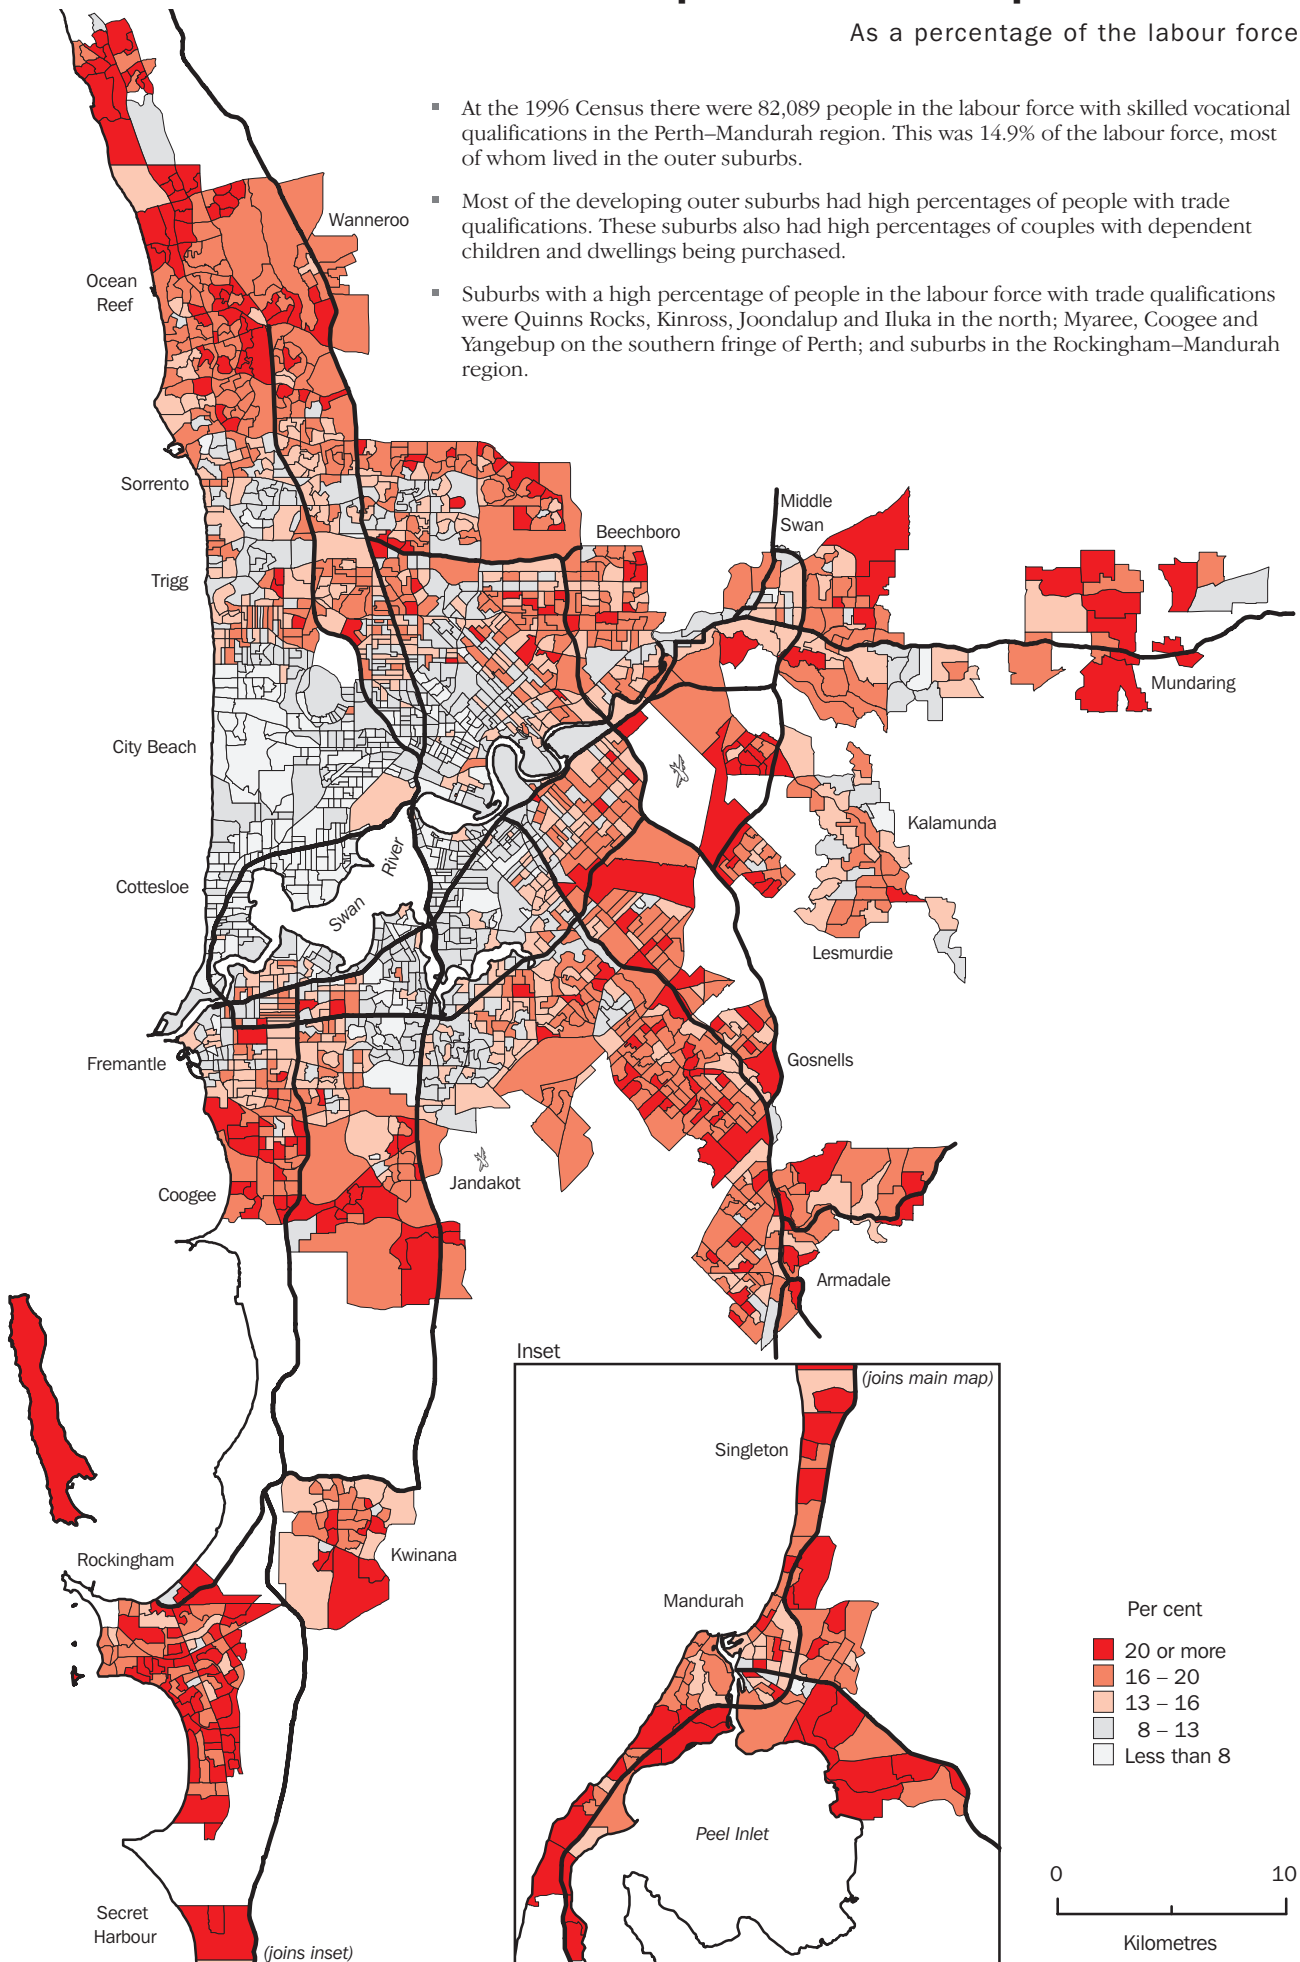 As a percentage of the labour force
▪ At the 1996 Census there were 82,089 people in the labour force with skilled vocational
qualifications in the Perth–Mandurah region. This was 14.9% of the labour force, most
of whom lived in the outer suburbs.
▪ Most of the developing outer suburbs had high percentages of people with trade
qualifications. These suburbs also had high percentages of couples with dependent
children and dwellings being purchased.
▪ Suburbs with a high percentage of people in the labour force with trade qualifications
were Quinns Rocks, Kinross, Joondalup and Iluka in the north; Myaree, Coogee and
Yangebup on the southern fringe of Perth; and suburbs in the Rockingham–Mandurah
region.
Wanneroo
Ocean
Reef
Sorrento
Middle
Swan
Beechboro
Trigg
Mundaring
City Beach
Kalamunda
River
Cottesloe
Swan
Lesmurdie
Fremantle
Gosnells
Jandakot
Coogee
Armadale
Inset
(joins main map)
Singleton
Rockingham
Kwinana
Mandurah
Per cent
20 or more
16 – 20
13 – 16
8 – 13
Less than 8
Peel Inlet
0 10
Kilometres
Secret
Harbour
(joins inset)